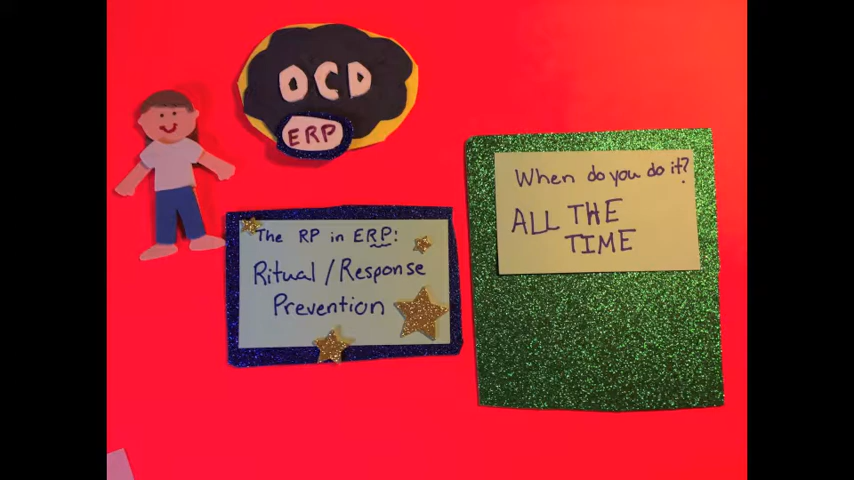 OCD
ERP
The RP in ERP:
Ritual/Response
Prevention
When do you do it?
ALL THE
TIME